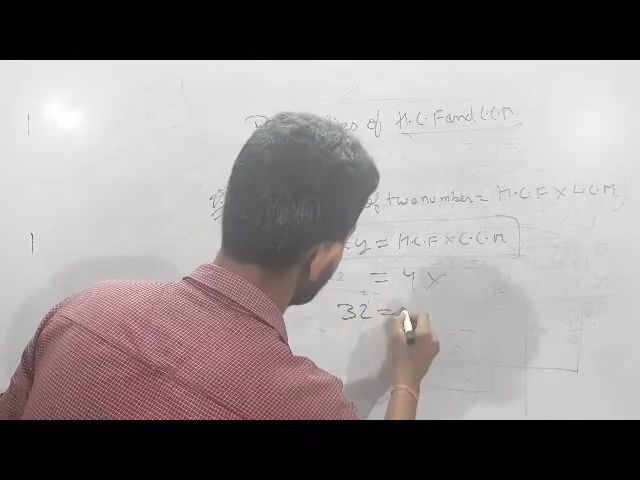 of H.C.F and L.C.M.
of two number = H.C.F X L.C.M
y = H.C.F X L.C.M
= 4 X
32 =